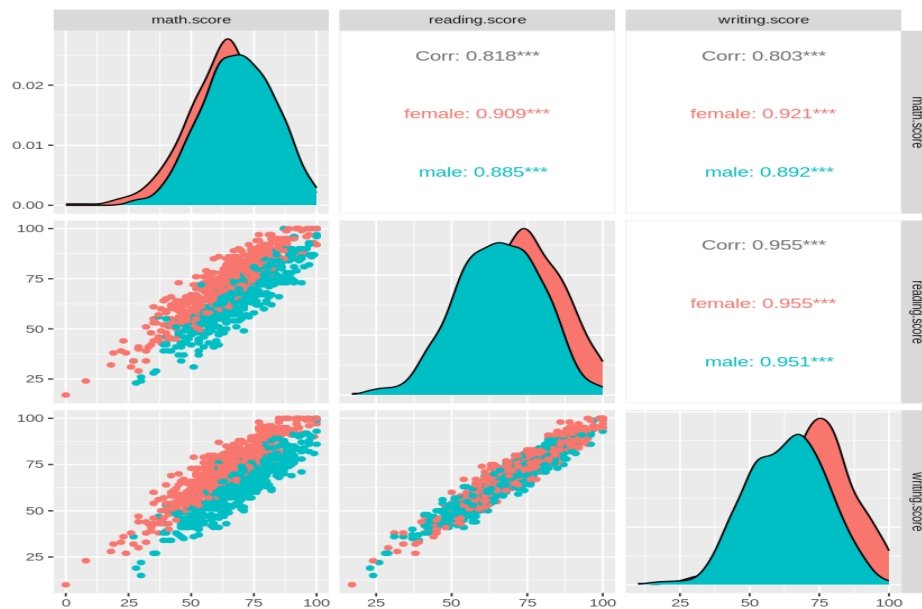 math.score reading.score writing.score
0.02
0.01
0.00
Corr: 0.818***
female: 0.909***
male: 0.885***
Corr: 0.803***
female: 0.921***
male: 0.892***
math.score
100
75
50
25
Corr: 0.955***
female: 0.955***
male: 0.951***
reading.score
100
75
50
25
writing.score
0 25 50 75 100
25 50 75 100
25 50 75 100